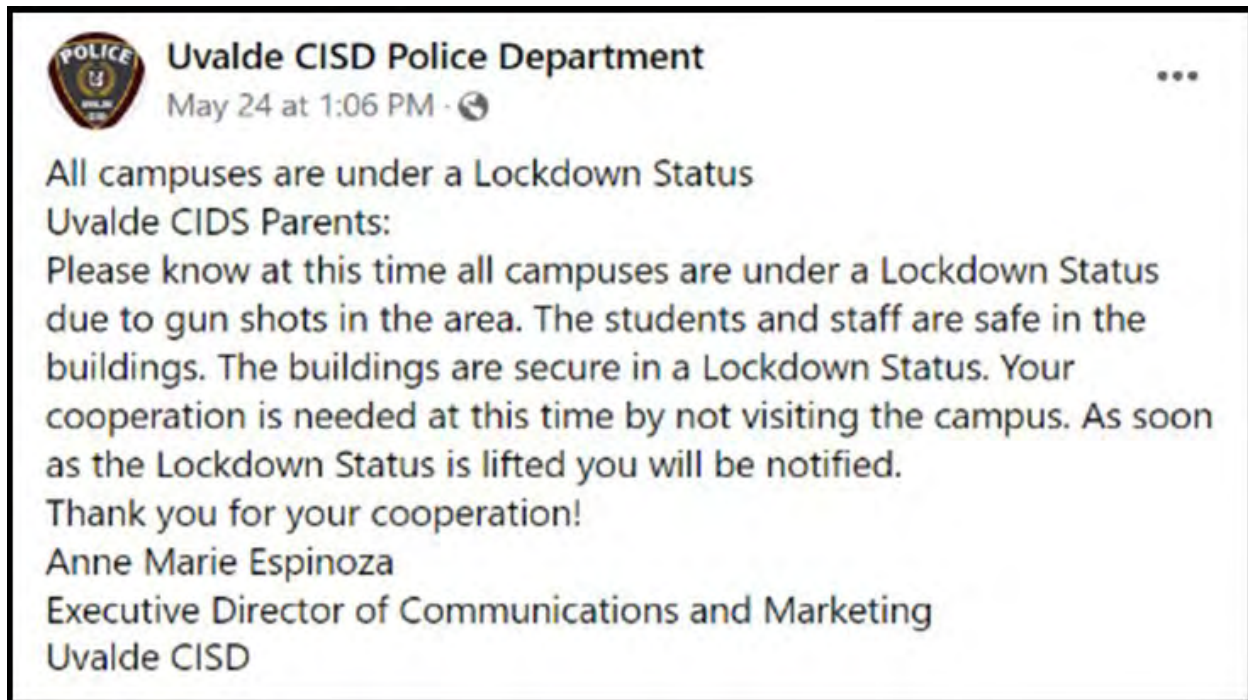 POLICE
Uvalde CISD Police Department
May 24 at 1:06 PM ·
All campuses are under a Lockdown Status
Uvalde CIDS Parents:
Please know at this time all campuses are under a Lockdown Status
due to gun shots in the area. The students and staff are safe in the
buildings. The buildings are secure in a Lockdown Status. Your
cooperation is needed at this time by not visiting the campus. As soon
as the Lockdown Status is lifted you will be notified.
Thank you for your cooperation!
Anne Marie Espinoza
Executive Director of Communications and Marketing
Uvalde CISD